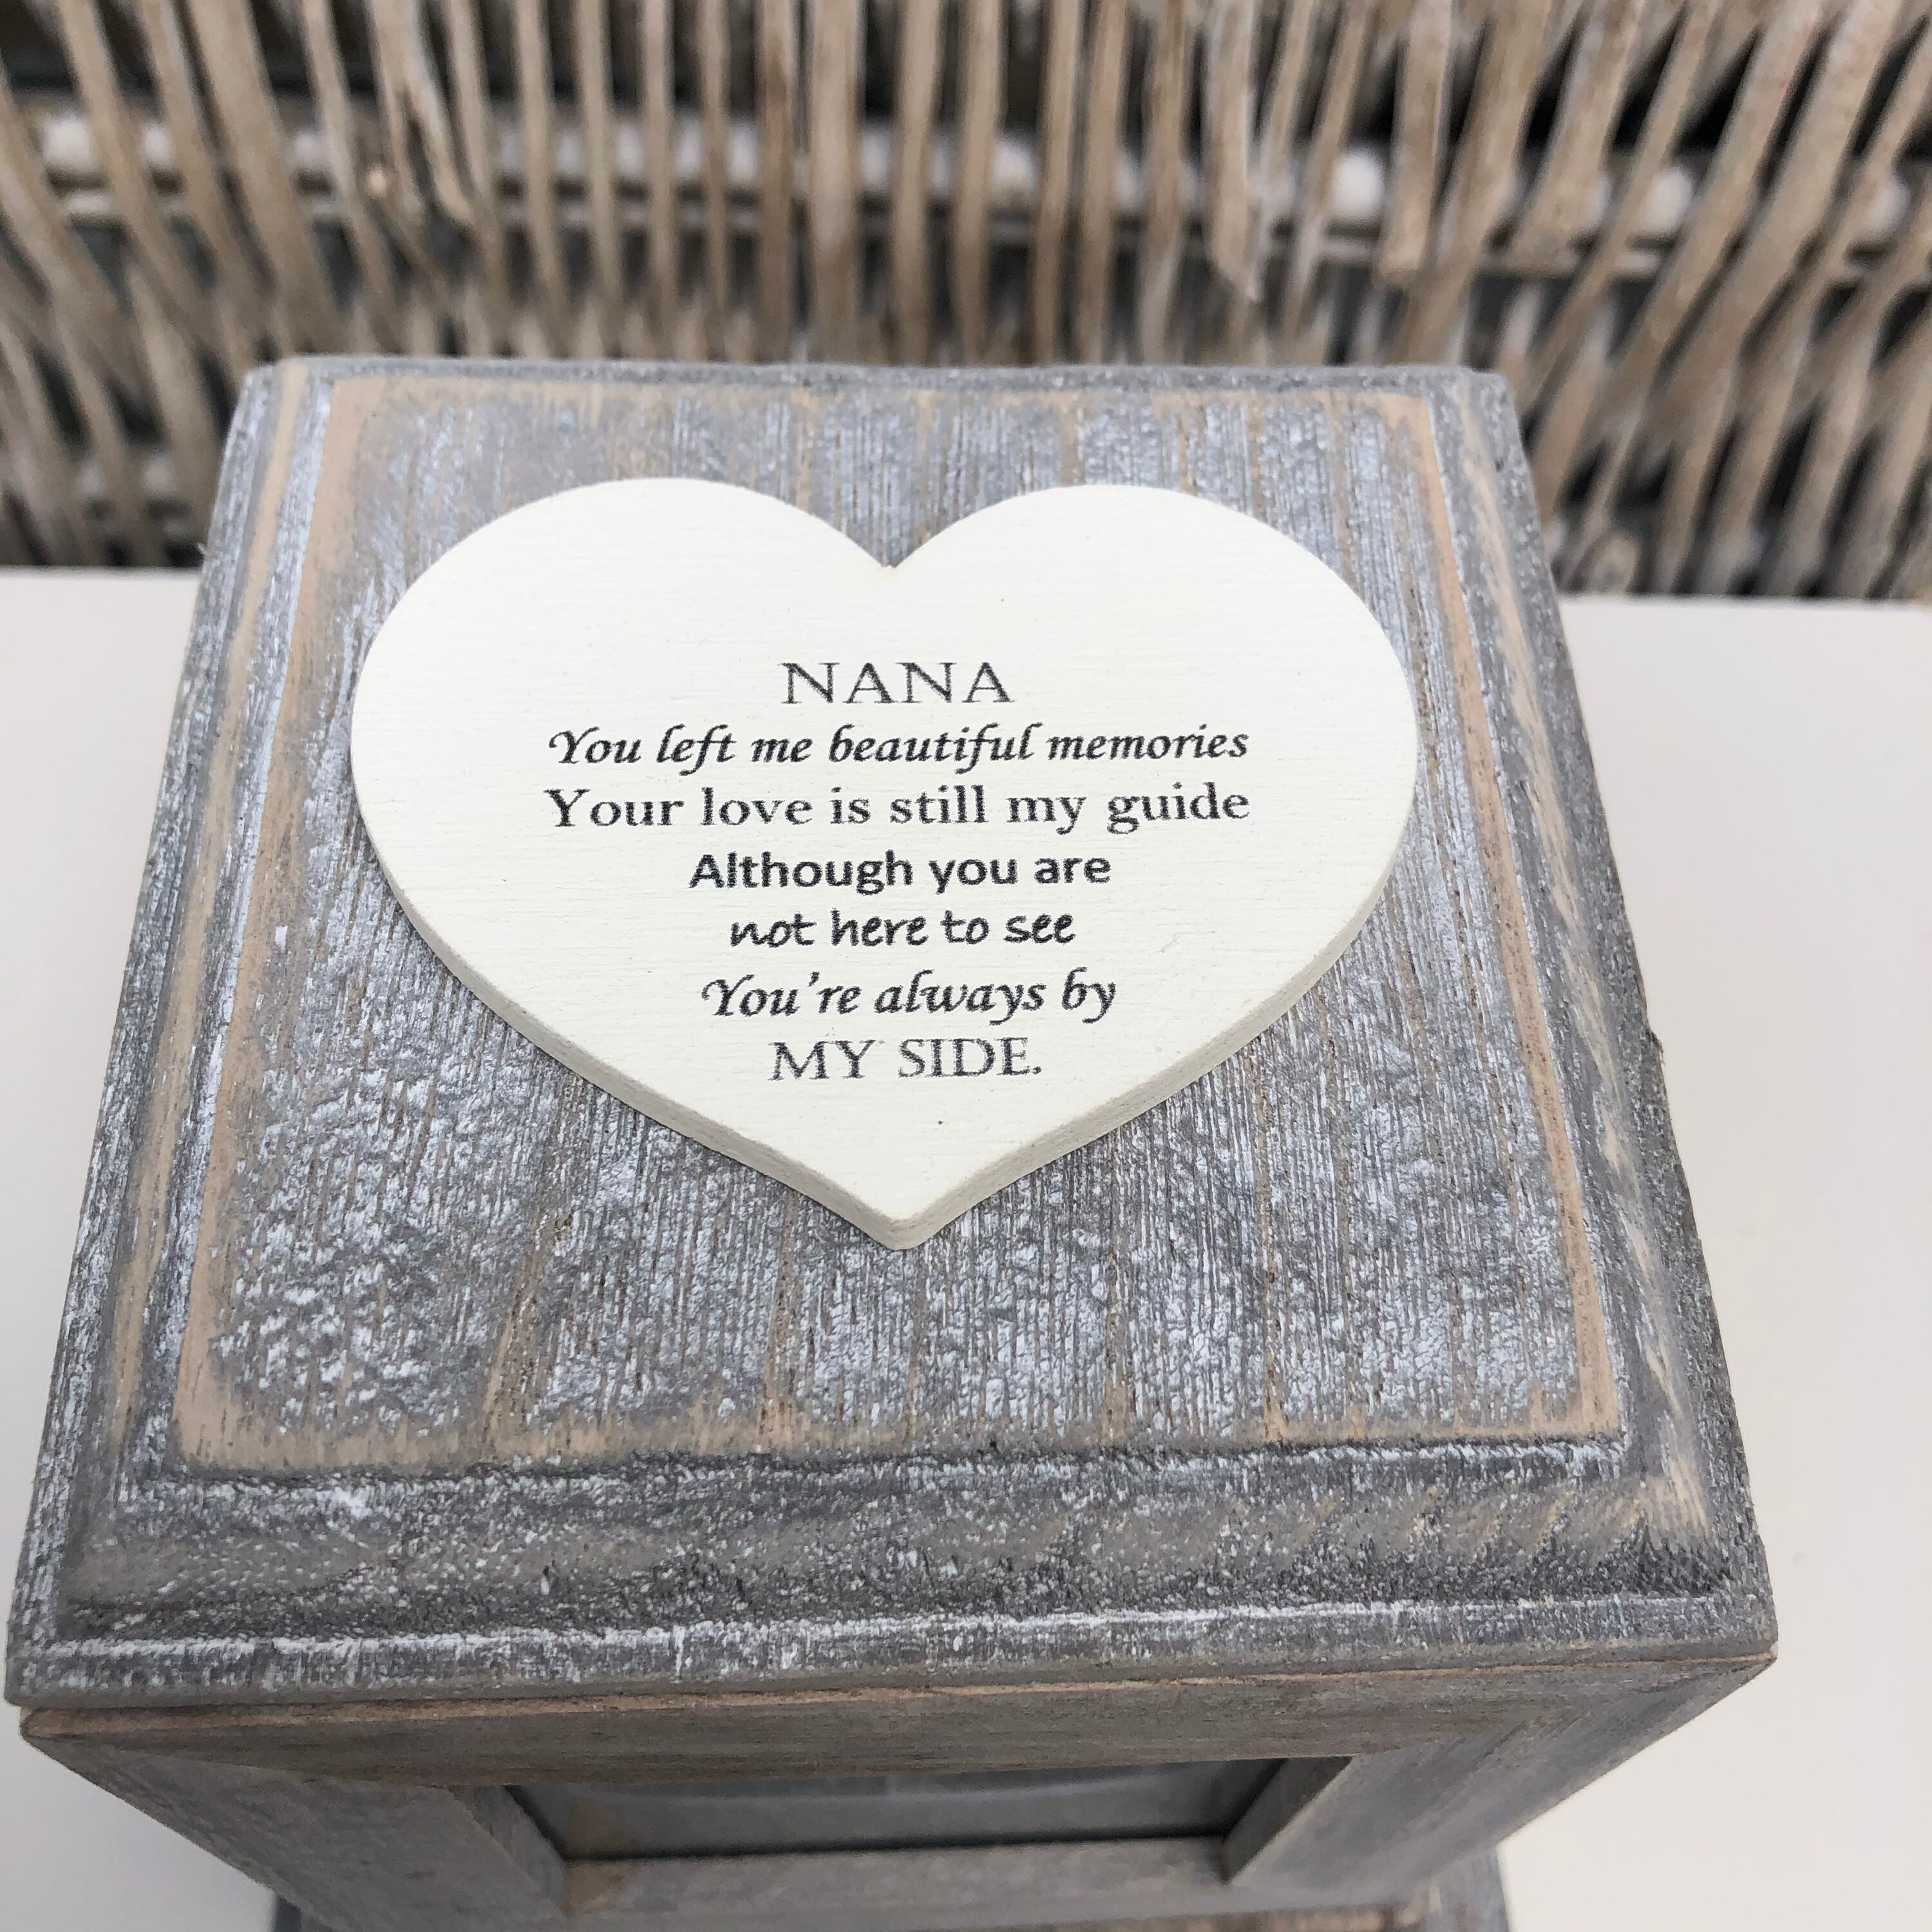 NANA
You left me beautiful memories
Your love is still my guide
Although you are
not here to see
You're always by
MY SIDE.